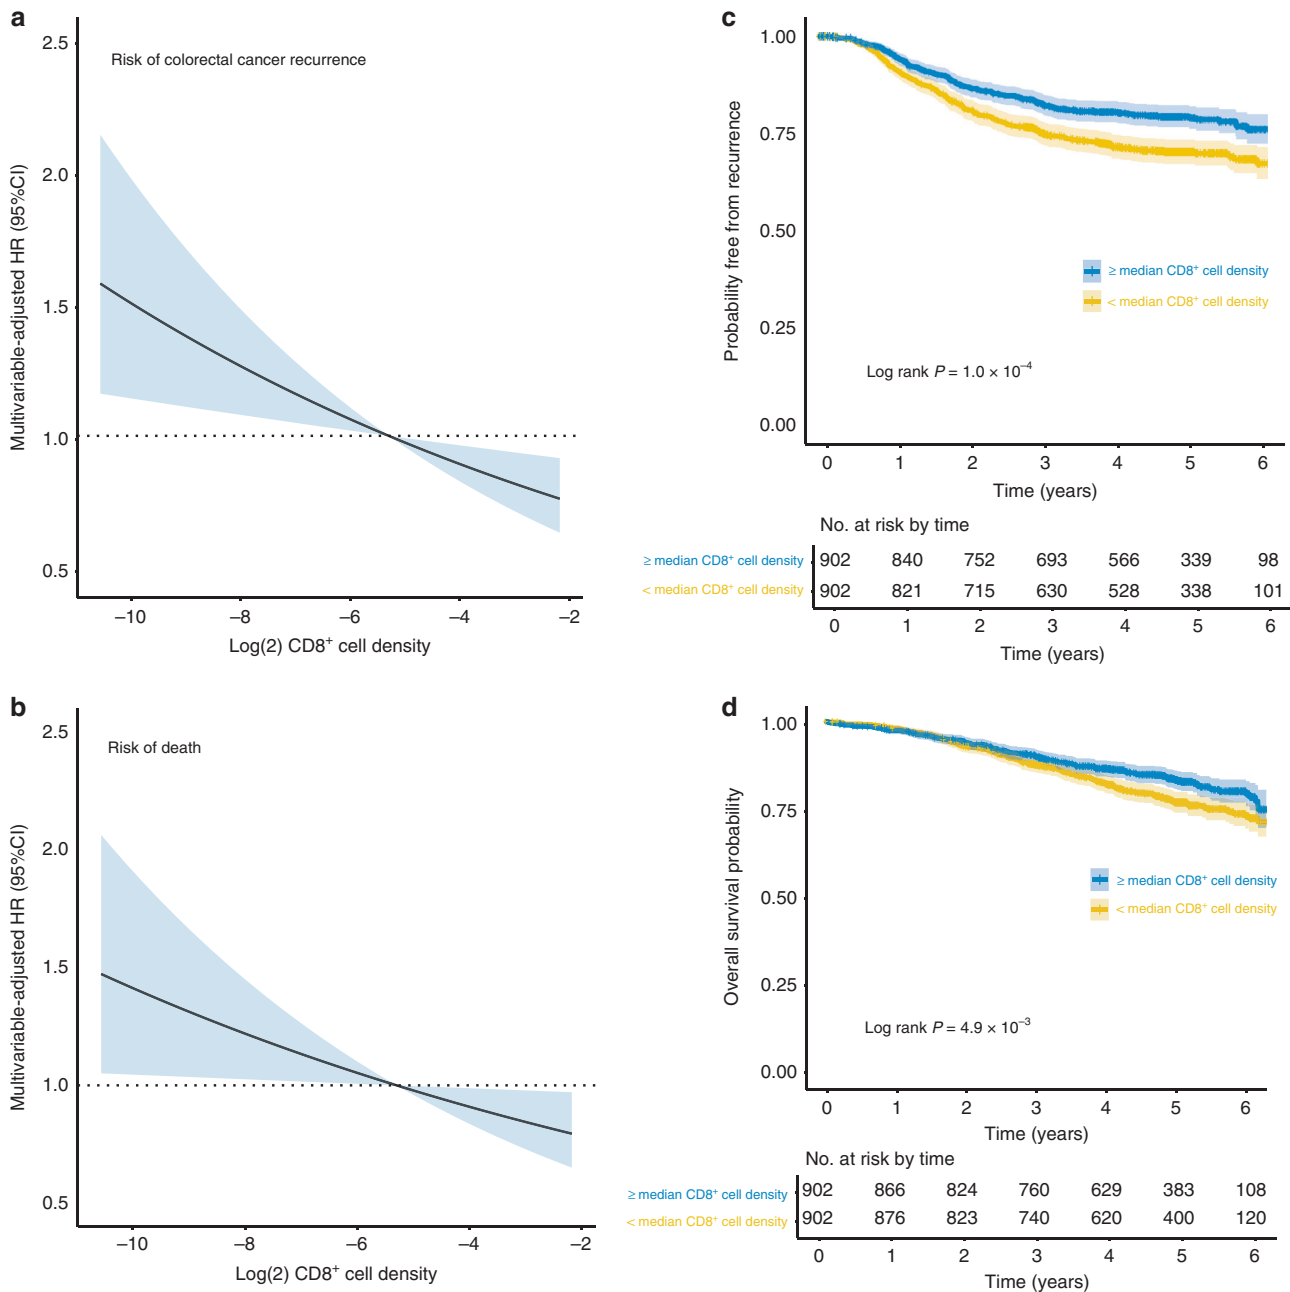 a
Risk of colorectal cancer recurrence
Multivariable-adjusted HR (95%CI)
2.5
2.0
1.5
1.0
0.5
–10 –8 –6 –4 –2
Log(2) CD8⁺ cell density
b
Risk of death
Multivariable-adjusted HR (95%CI)
2.5
2.0
1.5
1.0
0.5
–10 –8 –6 –4 –2
Log(2) CD8⁺ cell density
c
Probability free from recurrence
1.00
0.75
0.50
0.25
0.00
≥ median CD8⁺ cell density
< median CD8⁺ cell density
Log rank P = 1.0 × 10⁻⁴
0 1 2 3 4 5 6
Time (years)
No. at risk by time
≥ median CD8⁺ cell density 902 840 752 693 566 339 98
< median CD8⁺ cell density 902 821 715 630 528 338 101
0 1 2 3 4 5 6
Time (years)
d
Overall survival probability
1.00
0.75
0.50
0.25
0.00
≥ median CD8⁺ cell density
< median CD8⁺ cell density
Log rank P = 4.9 × 10⁻³
0 1 2 3 4 5 6
Time (years)
No. at risk by time
≥ median CD8⁺ cell density 902 866 824 760 629 383 108
< median CD8⁺ cell density 902 876 823 740 620 400 120
0 1 2 3 4 5 6
Time (years)